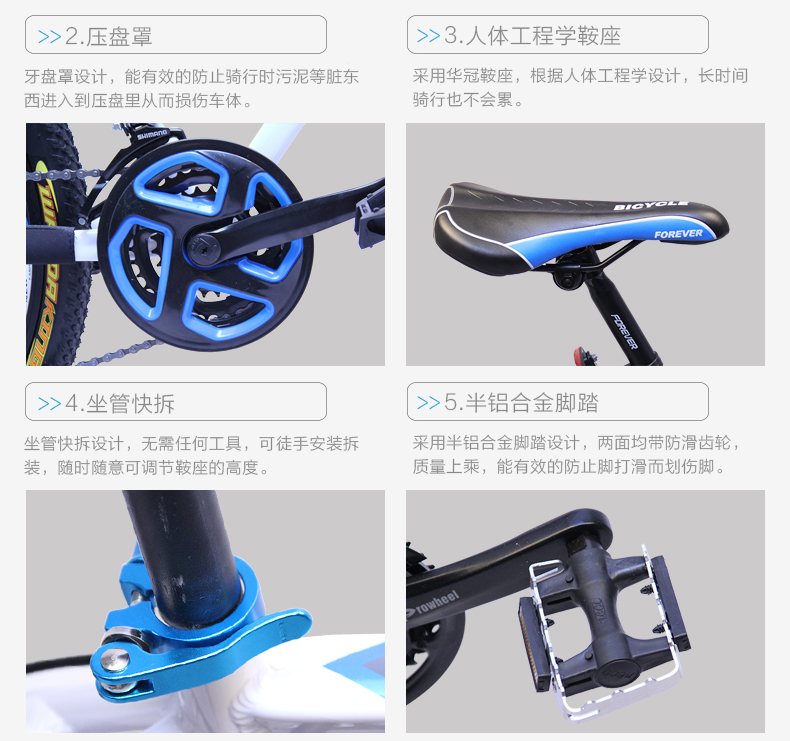 >>2.压盘罩
牙盘罩设计，能有效的防止骑行时污泥等脏东
西进入到压盘里从而损伤车体。
SHIMANO
>>3.人体工程学鞍座
采用华冠鞍座，根据人体工程学设计，长时间
骑行也不会累。
BICYCLE
FOREVER
FOREVER
>>4.坐管快拆
坐管快拆设计，无需任何工具，可徒手安装拆
装，随时随意可调节鞍座的高度。
>>5.半铝合金脚踏
采用半铝合金脚踏设计，两面均带防滑齿轮，
质量上乘，能有效的防止脚打滑而划伤脚。
Prowheel